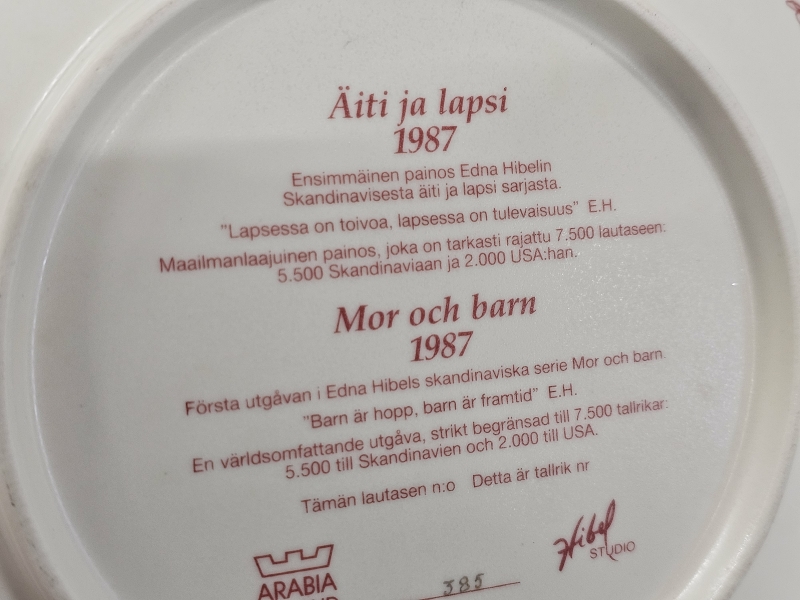 Äiti ja lapsi
1987
Ensimmäinen painos Edna Hibelin
Skandinavisesta äiti ja lapsi sarjasta.
"Lapsessa on toivoa, lapsessa on tulevaisuus" E.H.
Maailmanlaajuinen painos, joka on tarkasti rajattu 7.500 lautaseen:
5.500 Skandinaviaan ja 2.000 USA:han.
Mor och barn
1987
Första utgåvan i Edna Hibels skandinaviska serie Mor och barn.
"Barn är hopp, barn är framtid" E.H.
En världsomfattande utgåva, strikt begränsad till 7.500 tallrikar:
5.500 till Skandinavien och 2.000 till USA.
Tämän lautasen n:o Detta är tallrik nr
Hibel
STUDIO
ARABIA
385